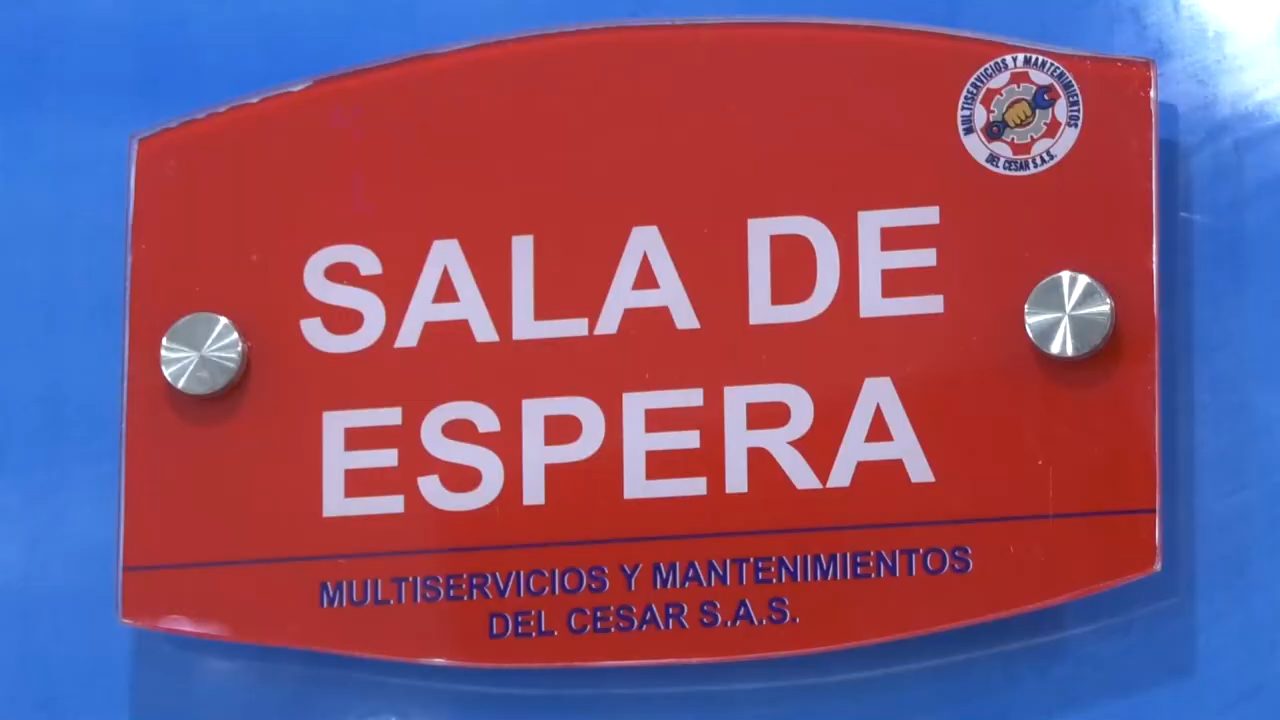 MULTISERVICIOS Y MANTENIMIENTOS
DEL CESAR S.A.S.
SALA DE
ESPERA
MULTISERVICIOS Y MANTENIMIENTOS
DEL CESAR S.A.S.